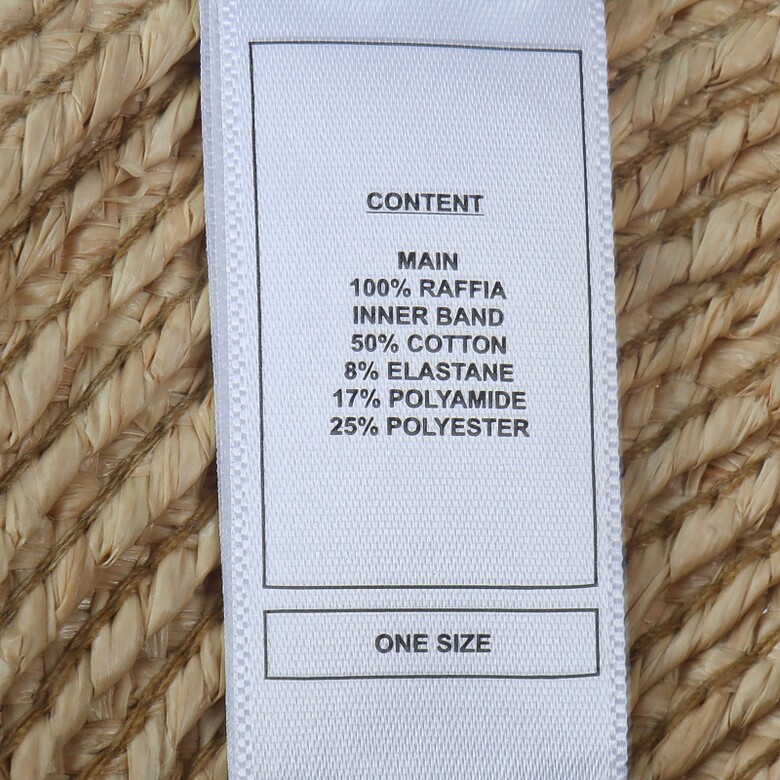 CONTENT
MAIN
100% RAFFIA
INNER BAND
50% COTTON
8% ELASTANE
17% POLYAMIDE
25% POLYESTER
ONE SIZE